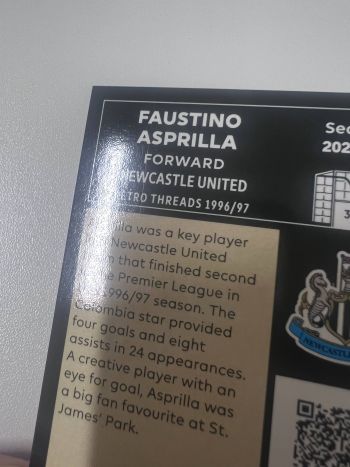 FAUSTINO
ASPRILLA
FORWARD
NEWCASTLE UNITED
RETRO THREADS 1996/97
Asprilla was a key player
Newcastle United
that finished second
Premier League in
1996/97 season. The
Colombia star provided
four goals and eight
assists in 24 appearances.
A creative player with an
eye for goal, Asprilla was
a big fan favourite at St.
James' Park.
NEWCASTLE